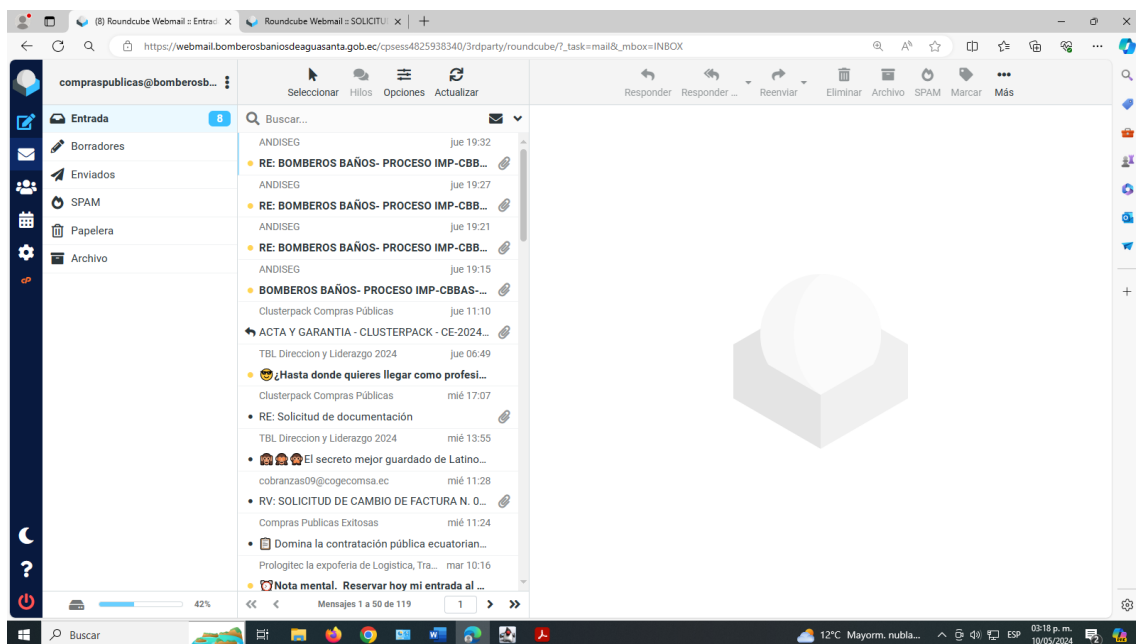 (8) Roundcube Webmail :: Entrad
Roundcube Webmail :: SOLICITU
https://webmail.bomberosbaniosdeaguasanta.gob.ec/cpsess4825938340/3rdparty/roundcube/?_task=mail&_mbox=INBOX
compraspublicas@bomberosb...
Seleccionar Hilos Opciones Actualizar
Responder Responder ... Reenviar Eliminar Archivo SPAM Marcar Más
Entrada 8
Borradores
Enviados
SPAM
Papelera
Archivo
Buscar...
ANDISEG jue 19:32
RE: BOMBEROS BAÑOS- PROCESO IMP-CBB...
ANDISEG jue 19:27
RE: BOMBEROS BAÑOS- PROCESO IMP-CBB...
ANDISEG jue 19:21
RE: BOMBEROS BAÑOS- PROCESO IMP-CBB...
ANDISEG jue 19:15
BOMBEROS BAÑOS- PROCESO IMP-CBBAS-...
Clusterpack Compras Públicas jue 11:10
ACTA Y GARANTIA - CLUSTERPACK - CE-2024...
TBL Direccion y Liderazgo 2024 jue 06:49
😎¿Hasta donde quieres llegar como profesi...
Clusterpack Compras Públicas mié 17:07
RE: Solicitud de documentación
TBL Direccion y Liderazgo 2024 mié 13:55
🙈🙊🙊El secreto mejor guardado de Latino...
cobranzas09@cogecomsa.ec mié 11:28
RV: SOLICITUD DE CAMBIO DE FACTURA N. 0...
Compras Publicas Exitosas mié 11:24
📋 Domina la contratación pública ecuatorian...
Prologitec la expoferia de Logistica, Tra... mar 10:16
⏰Nota mental. Reservar hoy mi entrada al ...
42%
Mensajes 1 a 50 de 119 1
Buscar
12°C Mayorm. nubla... ESP 03:18 p. m.
10/05/2024